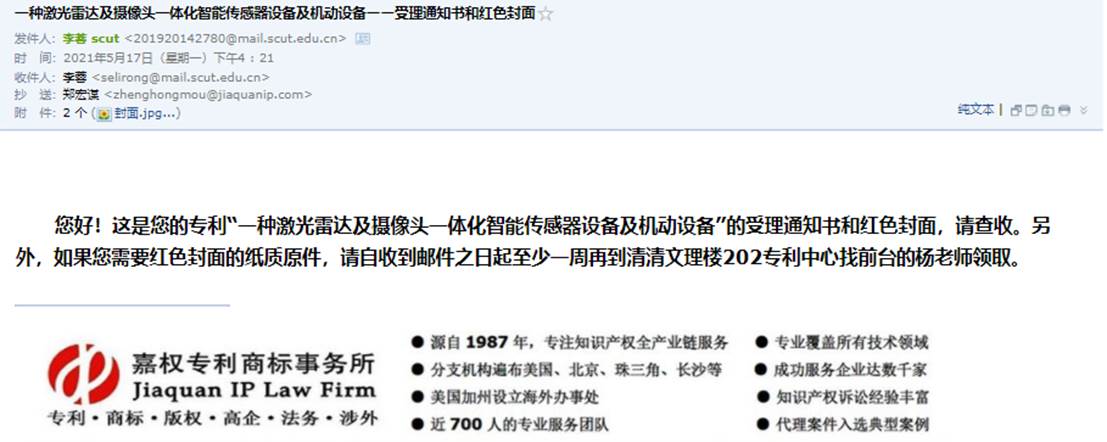 一种激光雷达及摄像头一体化智能传感器设备及机动设备——受理通知书和红色封面
发件人：李蓉 scut <201920142780@mail.scut.edu.cn>
时 间：2021年5月17日（星期一）下午4：21
收件人：李蓉 <selirong@mail.scut.edu.cn>
抄 送：郑宏谋 <zhenghongmou@jiaquanip.com>
附 件：2 个 (封面.jpg...)
纯文本 |
您好！这是您的专利“一种激光雷达及摄像头一体化智能传感器设备及机动设备”的受理通知书和红色封面，请查收。另
外，如果您需要红色封面的纸质原件，请自收到邮件之日起至少一周再到清清文理楼202专利中心找前台的杨老师领取。
嘉权专利商标事务所
Jiaquan IP Law Firm
专利·商标·版权·高企·法务·涉外
● 源自 1987 年，专注知识产权全产业链服务
● 分支机构遍布美国、北京、珠三角、长沙等
● 美国加州设立海外办事处
● 近 700 人的专业服务团队
● 专业覆盖所有技术领域
● 成功服务企业达数千家
● 知识产权诉讼经验丰富
● 代理案件入选典型案例